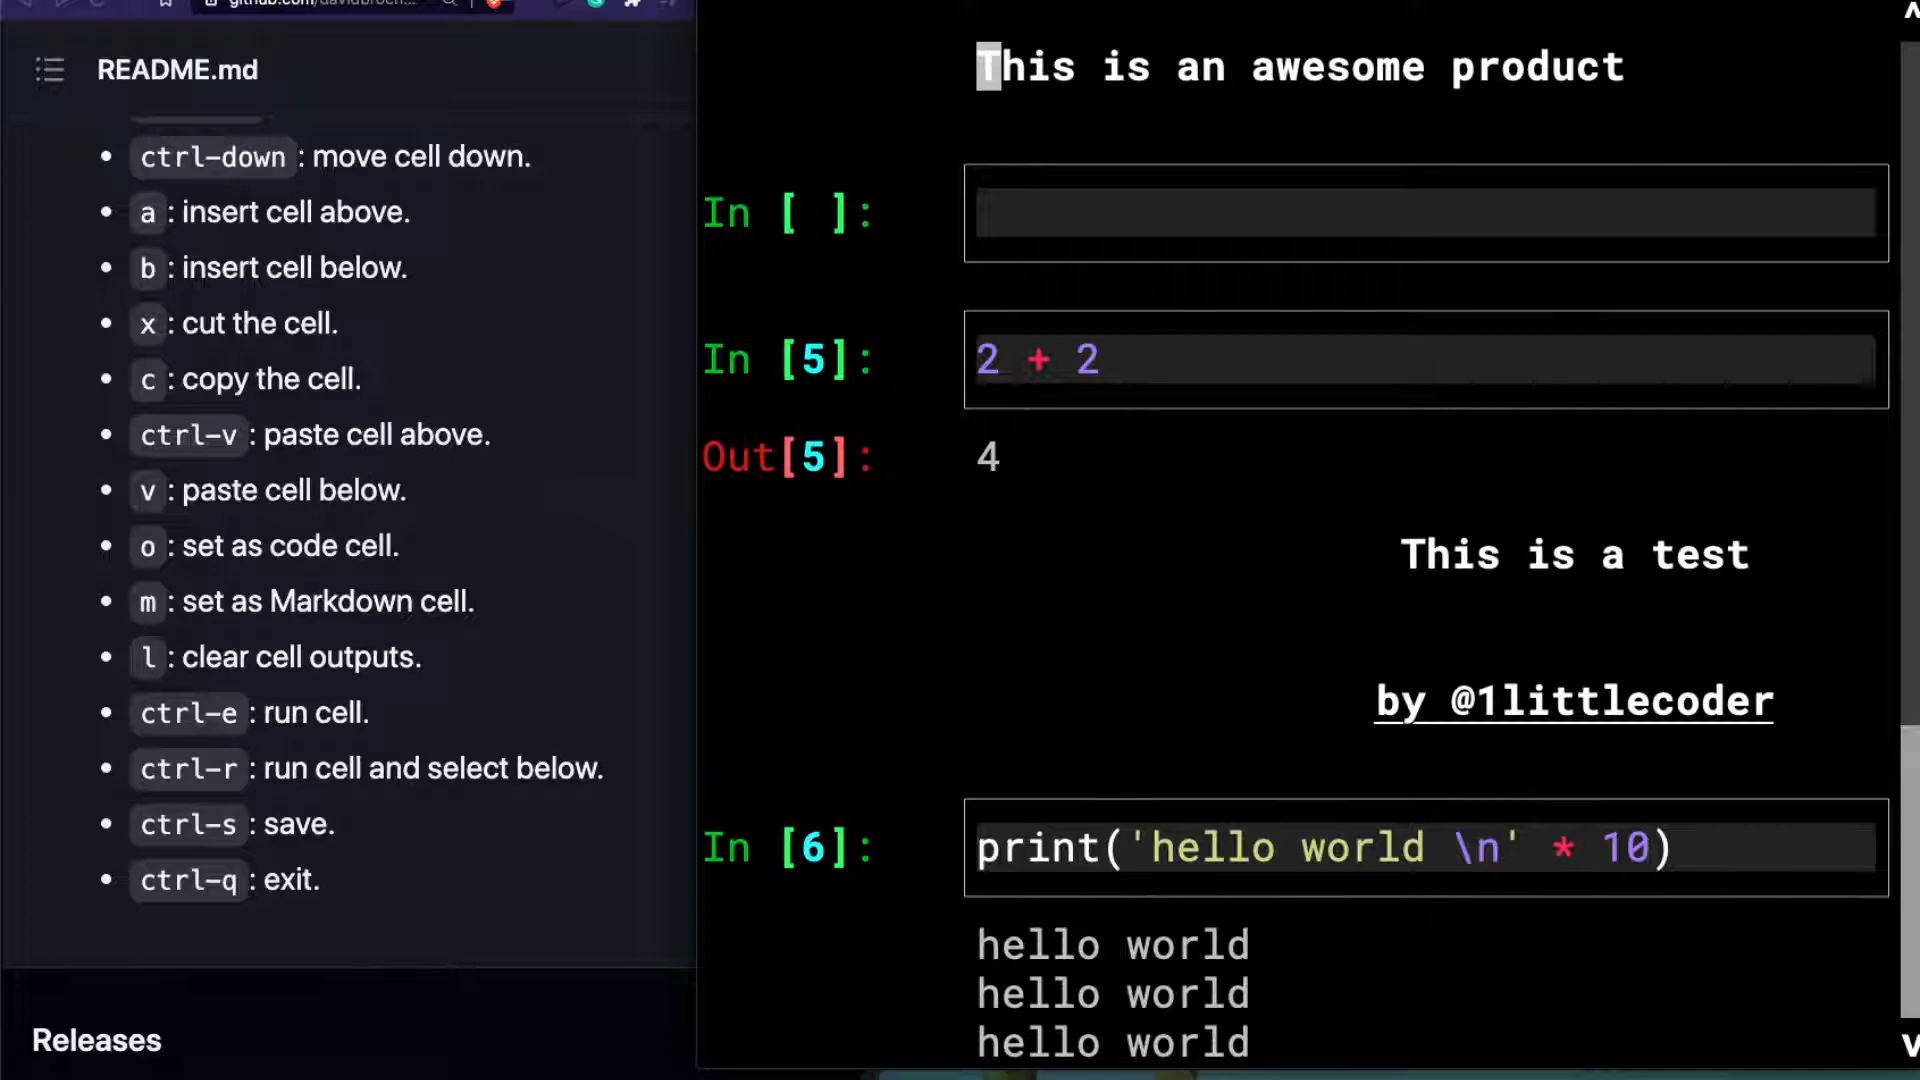 README.md
ctrl-down : move cell down.
a : insert cell above.
b : insert cell below.
x : cut the cell.
c : copy the cell.
ctrl-v : paste cell above.
v : paste cell below.
o : set as code cell.
m : set as Markdown cell.
l : clear cell outputs.
ctrl-e : run cell.
ctrl-r : run cell and select below.
ctrl-s : save.
ctrl-q : exit.
Releases
This is an awesome product
In [ ]:
In [5]: 2 + 2
Out[5]: 4
This is a test
by @1littlecoder
In [6]: print('hello world \n' * 10)
hello world
hello world
hello world